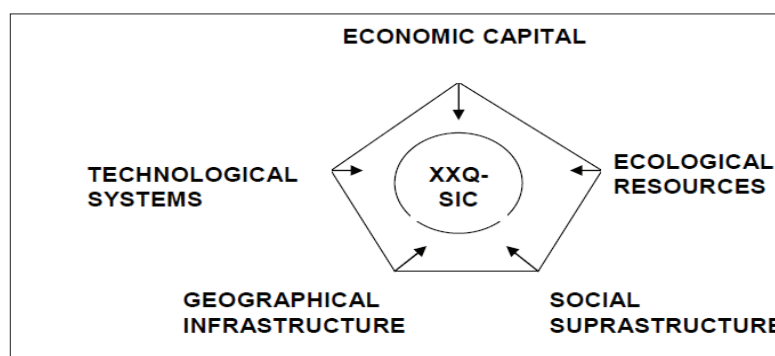 ECONOMIC CAPITAL
TECHNOLOGICAL
SYSTEMS
XXQ-
SIC
ECOLOGICAL
RESOURCES
GEOGRAPHICAL
INFRASTRUCTURE
SOCIAL
SUPRASTRUCTURE